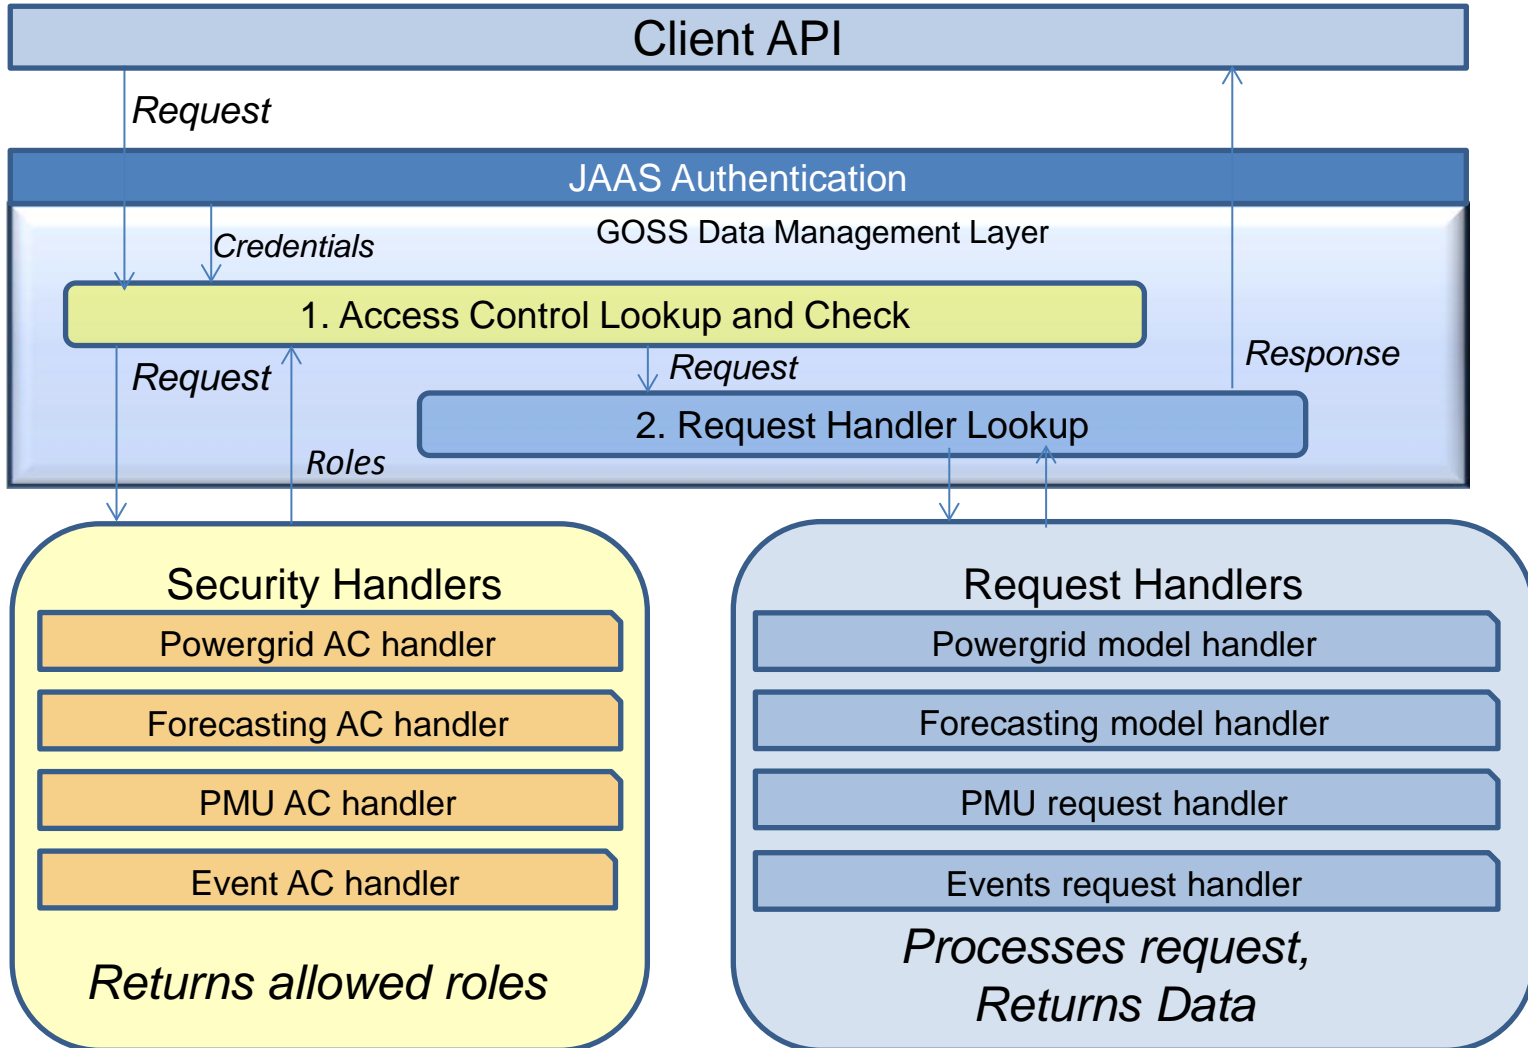 Client API
Request
JAAS Authentication
GOSS Data Management Layer
Credentials
1. Access Control Lookup and Check
Request
Request
Response
2. Request Handler Lookup
Roles
Security Handlers
Powergrid AC handler
Forecasting AC handler
PMU AC handler
Event AC handler
Returns allowed roles
Request Handlers
Powergrid model handler
Forecasting model handler
PMU request handler
Events request handler
Processes request,
Returns Data